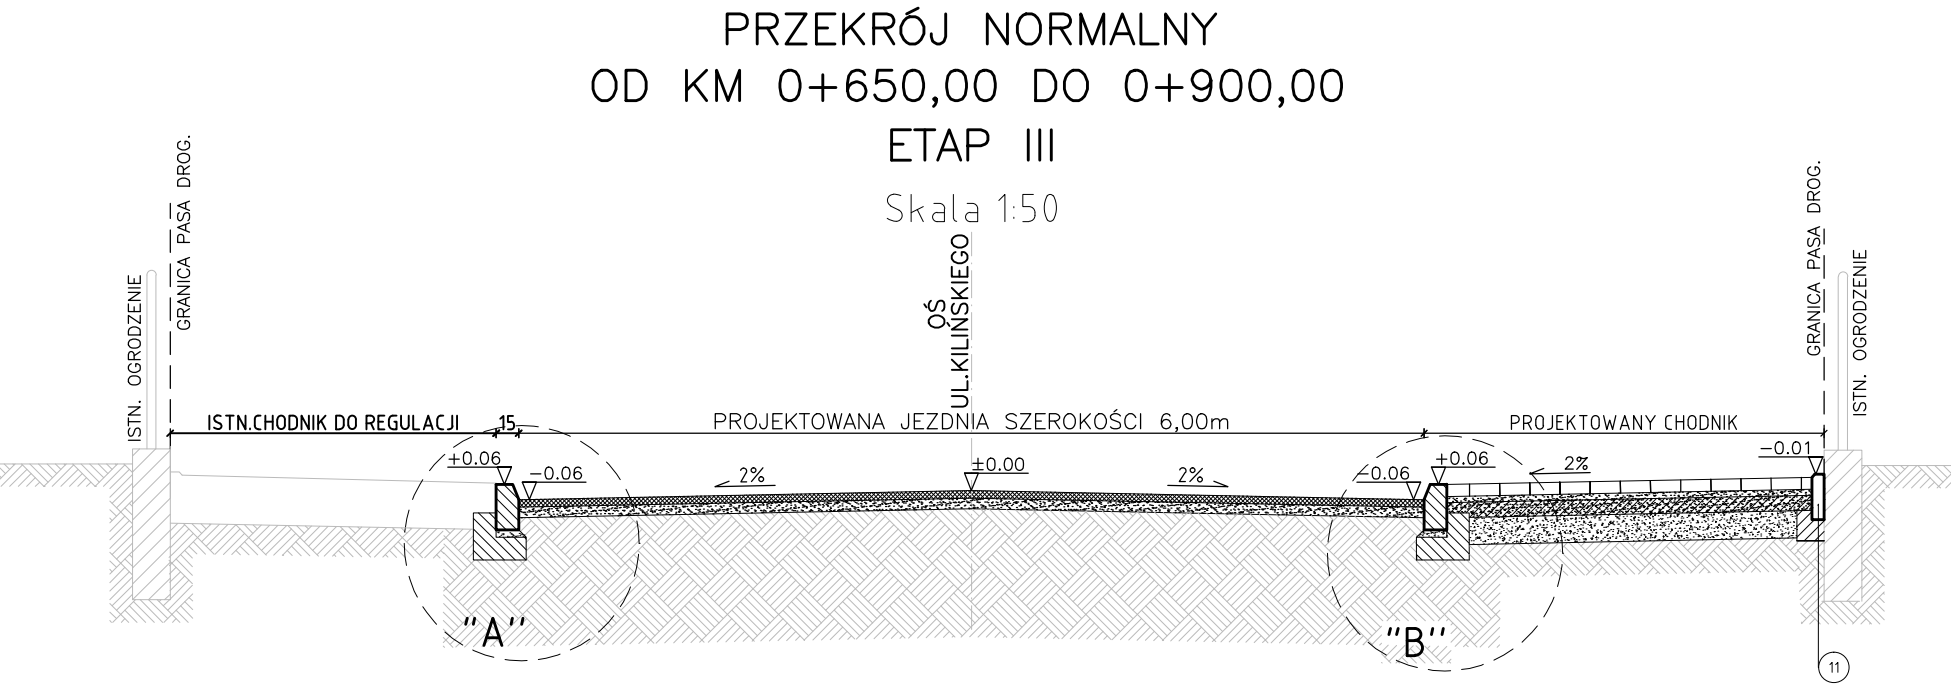 PRZEKRÓJ NORMALNY
OD KM 0+650,00 DO 0+900,00
ETAP III
Skala 1:50
ISTN. OGRODZENIE
GRANICA PASA DROG.
OŚ
UL.KILIŃSKIEGO
GRANICA PASA DROG.
ISTN. OGRODZENIE
ISTN.CHODNIK DO REGULACJI
15
PROJEKTOWANA JEZDNIA SZEROKOŚCI 6,00m
PROJEKTOWANY CHODNIK
+0.06
-0.06
2%
±0.00
2%
-0.06
+0.06
2%
-0.01
"A"
"B"
11